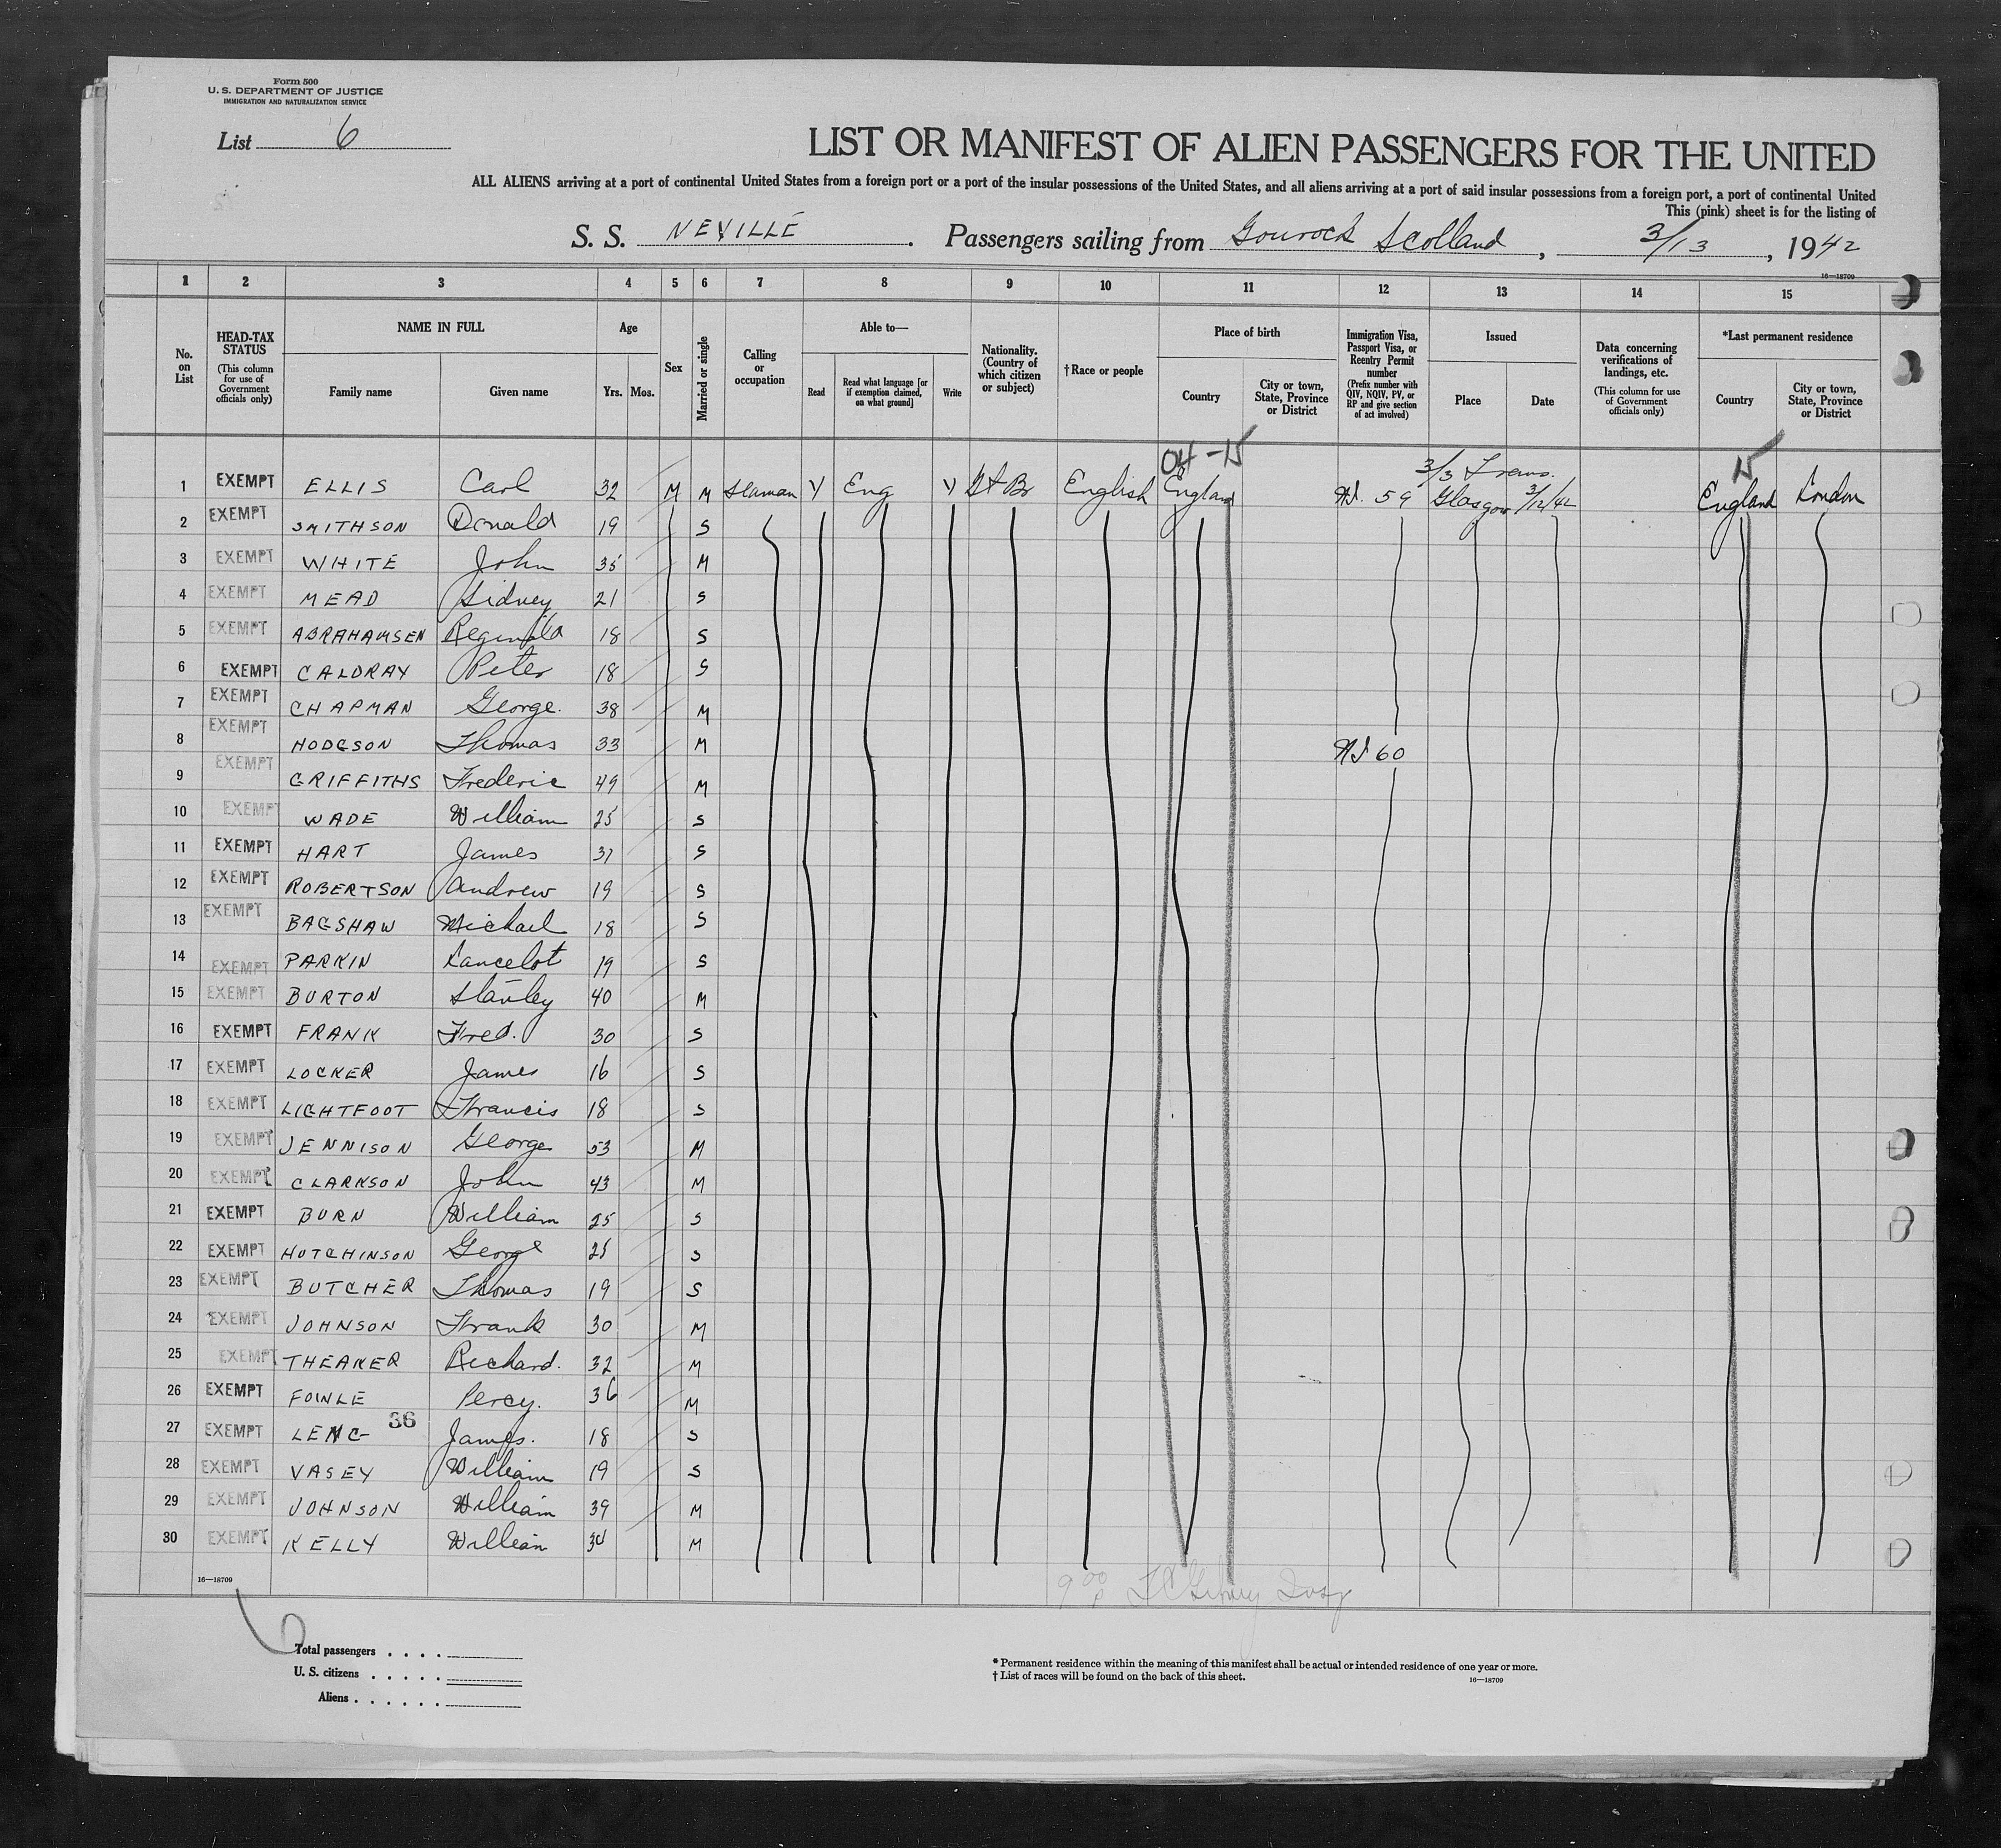 Form 500
U. S. DEPARTMENT OF JUSTICE
IMMIGRATION AND NATURALIZATION SERVICE
List 6
LIST OR MANIFEST OF ALIEN PASSENGERS FOR THE UNITED
ALL ALIENS arriving at a port of continental United States from a foreign port or a port of the insular possessions of the United States, and all aliens arriving at a port of said insular possessions from a foreign port, a port of continental United
This (pink) sheet is for the listing of
S. S. NEVILLE . Passengers sailing from Gourock Scotland , 3/13 , 1942
16—18709
1 2 3 4 5 6 7 8 9 10 11 12 13 14 15
No. on List
HEAD-TAX STATUS (This column for use of Government officials only)
NAME IN FULL
Family name Given name
Age
Yrs. Mos.
Sex
Married or single
Calling or occupation
Able to—
Read Read what language [or if exemption claimed, on what ground] Write
Nationality. (Country of which citizen or subject)
†Race or people
Place of birth
Country City or town, State, Province or District
Immigration Visa, Passport Visa, or Reentry Permit number (Prefix number with QIV, NQIV, PV, or RP and give section of act involved)
Issued
Place Date
Data concerning verifications of landings, etc. (This column for use of Government officials only)
*Last permanent residence
Country City or town, State, Province or District
04-15 3/3 Trans. 15
1 EXEMPT ELLIS Carl 32 M M Seaman Y Eng Y Gt Br English England 59 Glasgow 3/12/42 England London
2 EXEMPT SMITHSON Donald 19 S
3 EXEMPT WHITE John 35 M
4 EXEMPT MEAD Sidney 21 S
5 EXEMPT ABRAHAMSEN Reginald 18 S
6 EXEMPT CALDRAY Peter 18 S
7 EXEMPT CHAPMAN George. 38 M
8 EXEMPT HODGSON Thomas 33 M 60
9 EXEMPT GRIFFITHS Frederic 49 M
10 EXEMPT WADE William 25 S
11 EXEMPT HART James 31 S
12 EXEMPT ROBERTSON Andrew 19 S
13 EXEMPT BAGSHAW Michael 18 S
14 EXEMPT PARKIN Lancelot 19 S
15 EXEMPT BURTON Stanley 40 M
16 EXEMPT FRANK Fred. 30 S
17 EXEMPT LOCKER James 16 S
18 EXEMPT LIGHTFOOT Francis 18 S
19 EXEMPT JENNISON George 53 M
20 EXEMPT CLARKSON John 43 M
21 EXEMPT BURN William 25 S
22 EXEMPT HUTCHINSON George 25 S
23 EXEMPT BUTCHER Thomas 19 S
24 EXEMPT JOHNSON Frank 30 M
25 EXEMPT THEAKER Richard. 32 M
26 EXEMPT FOWLE Percy. 36 M
27 EXEMPT LENG 36 James. 18 S
28 EXEMPT VASEY William 19 S
29 EXEMPT JOHNSON William 39 M
30 EXEMPT KELLY William 34 M
16—18709
6
Total passengers . . . .
U. S. citizens . . . . .
Aliens . . . . . .
* Permanent residence within the meaning of this manifest shall be actual or intended residence of one year or more.
† List of races will be found on the back of this sheet.
16—18709